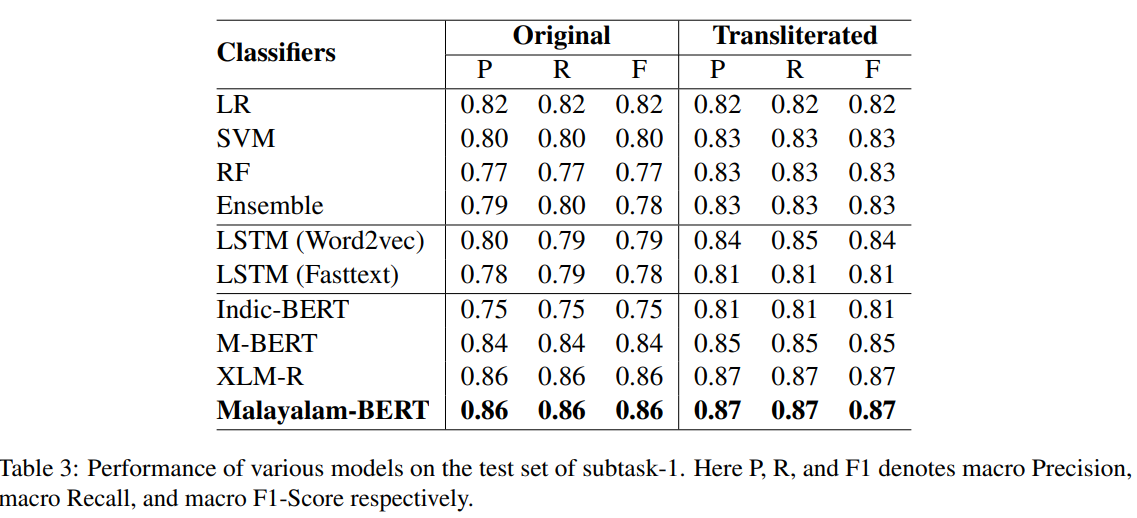 Classifiers Original Transliterated
P R F P R F
LR 0.82 0.82 0.82 0.82 0.82 0.82
SVM 0.80 0.80 0.80 0.83 0.83 0.83
RF 0.77 0.77 0.77 0.83 0.83 0.83
Ensemble 0.79 0.80 0.78 0.83 0.83 0.83
LSTM (Word2vec) 0.80 0.79 0.79 0.84 0.85 0.84
LSTM (Fasttext) 0.78 0.79 0.78 0.81 0.81 0.81
Indic-BERT 0.75 0.75 0.75 0.81 0.81 0.81
M-BERT 0.84 0.84 0.84 0.85 0.85 0.85
XLM-R 0.86 0.86 0.86 0.87 0.87 0.87
Malayalam-BERT 0.86 0.86 0.86 0.87 0.87 0.87
Table 3: Performance of various models on the test set of subtask-1. Here P, R, and F1 denotes macro Precision,
macro Recall, and macro F1-Score respectively.